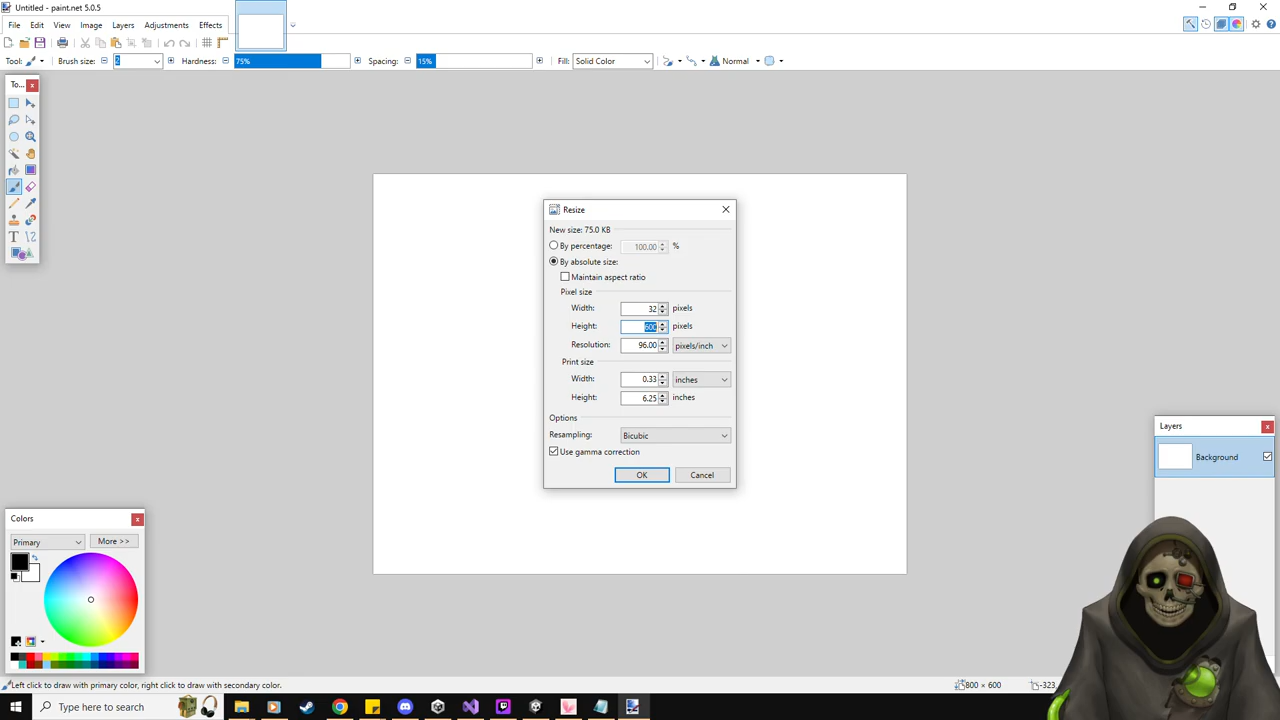 Untitled - paint.net 5.0.5
File Edit View Image Layers Adjustments Effects
Tool: Brush size: 2 Hardness: 75% Spacing: 15% Fill: Solid Color Normal
To... x
Resize
New size: 75.0 KB
By percentage: 100.00 %
By absolute size:
Maintain aspect ratio
Pixel size
Width: 32 pixels
Height: 600 pixels
Resolution: 96.00 pixels/inch
Print size
Width: 0.33 inches
Height: 6.25 inches
Options
Resampling: Bicubic
Use gamma correction
OK Cancel
Layers x
Background
Colors x
Primary More >>
T
Left click to draw with primary color, right click to draw with secondary color. 800 × 600 -323
Type here to search